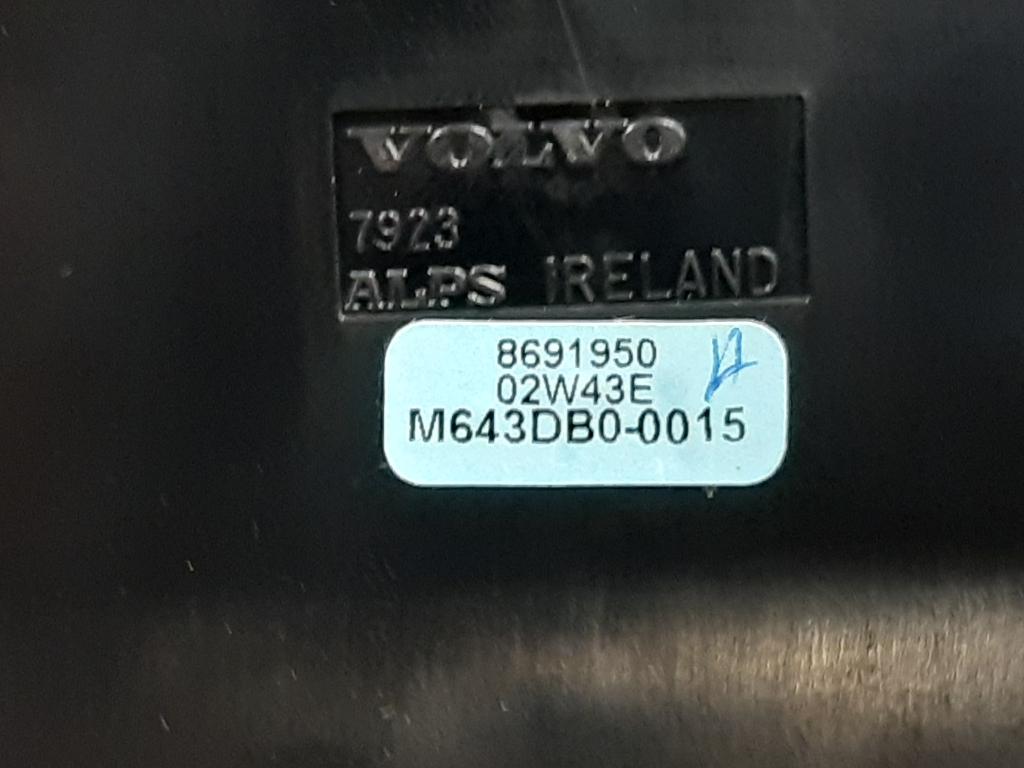 VOLVO
7923
ALPS IRELAND
8691950
02W43E
M643DB0-0015